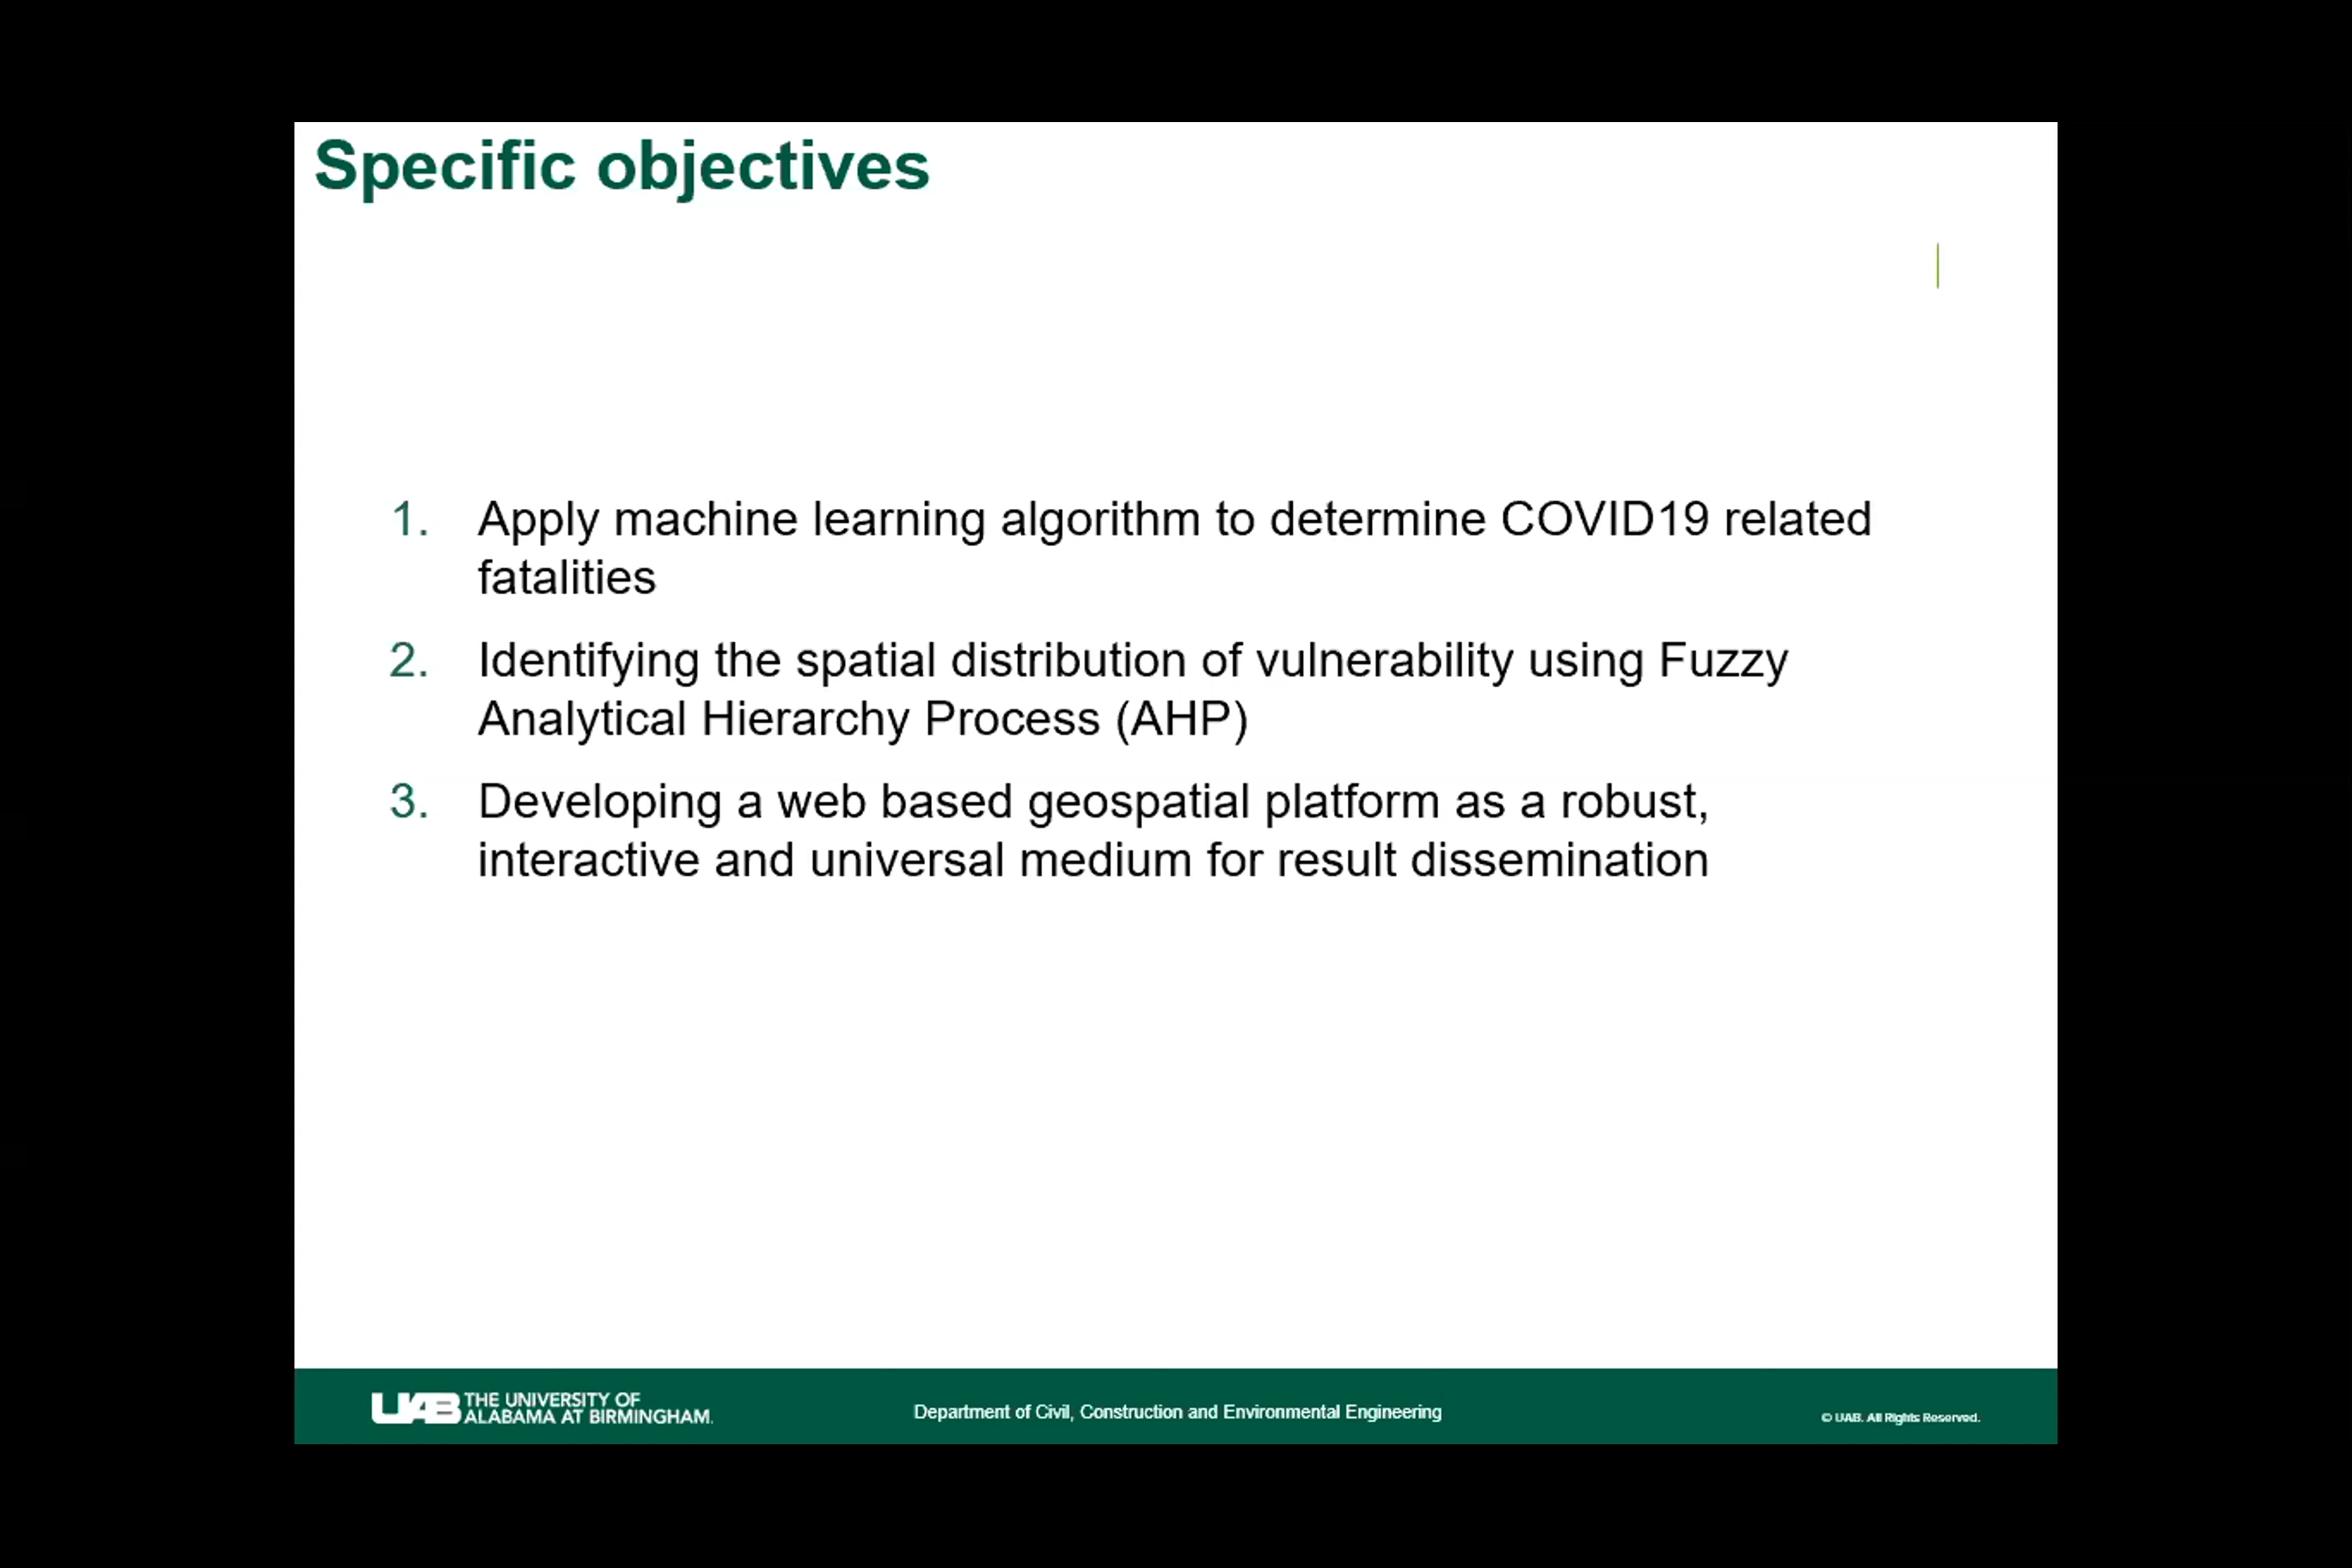 Specific objectives
1. Apply machine learning algorithm to determine COVID19 related
fatalities
2. Identifying the spatial distribution of vulnerability using Fuzzy
Analytical Hierarchy Process (AHP)
3. Developing a web based geospatial platform as a robust,
interactive and universal medium for result dissemination
UAB THE UNIVERSITY OF
ALABAMA AT BIRMINGHAM.
Department of Civil, Construction and Environmental Engineering
© UAB. All Rights Reserved.